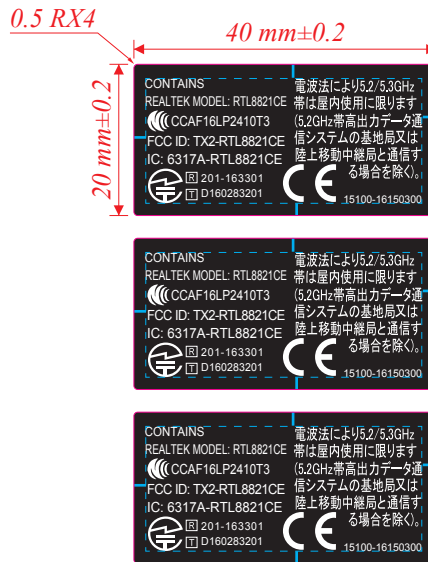 0.5 RX4
40 mm±0.2
20 mm±0.2
CONTAINS
REALTEK MODEL: RTL8821CE
CCAF16LP2410T3
FCC ID: TX2-RTL8821CE
IC: 6317A-RTL8821CE
R 201-163301
T D160283201
電波法により5.2/5.3GHz
帯は屋内使用に限ります
(5.2GHz帯高出力データ通
信システムの基地局又は
陸上移動中継局と通信す
る場合を除く)。
CE
15100-16150300
CONTAINS
REALTEK MODEL: RTL8821CE
CCAF16LP2410T3
FCC ID: TX2-RTL8821CE
IC: 6317A-RTL8821CE
R 201-163301
T D160283201
電波法により5.2/5.3GHz
帯は屋内使用に限ります
(5.2GHz帯高出力データ通
信システムの基地局又は
陸上移動中継局と通信す
る場合を除く)。
CE
15100-16150300
CONTAINS
REALTEK MODEL: RTL8821CE
CCAF16LP2410T3
FCC ID: TX2-RTL8821CE
IC: 6317A-RTL8821CE
R 201-163301
T D160283201
電波法により5.2/5.3GHz
帯は屋内使用に限ります
(5.2GHz帯高出力データ通
信システムの基地局又は
陸上移動中継局と通信す
る場合を除く)。
CE
15100-16150300